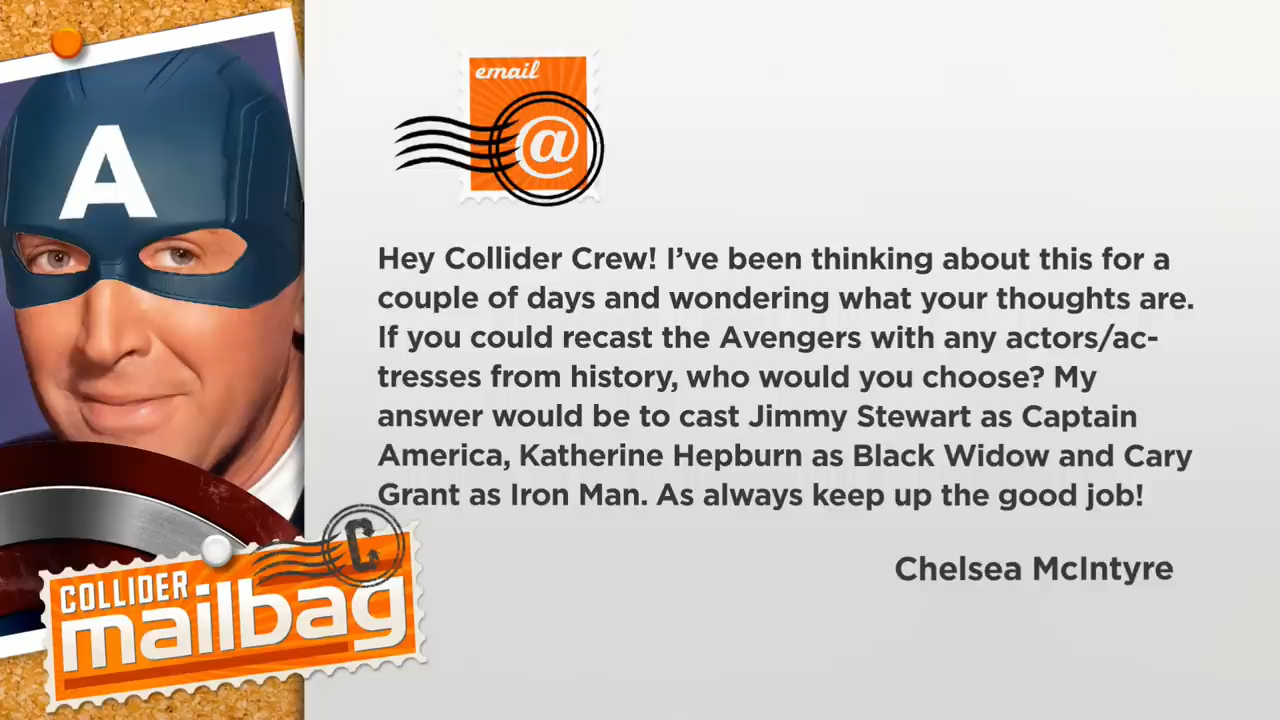 A
email
@
Hey Collider Crew! I’ve been thinking about this for a
couple of days and wondering what your thoughts are.
If you could recast the Avengers with any actors/ac-
tresses from history, who would you choose? My
answer would be to cast Jimmy Stewart as Captain
America, Katherine Hepburn as Black Widow and Cary
Grant as Iron Man. As always keep up the good job!
Chelsea McIntyre
C
COLLIDER
mailbag